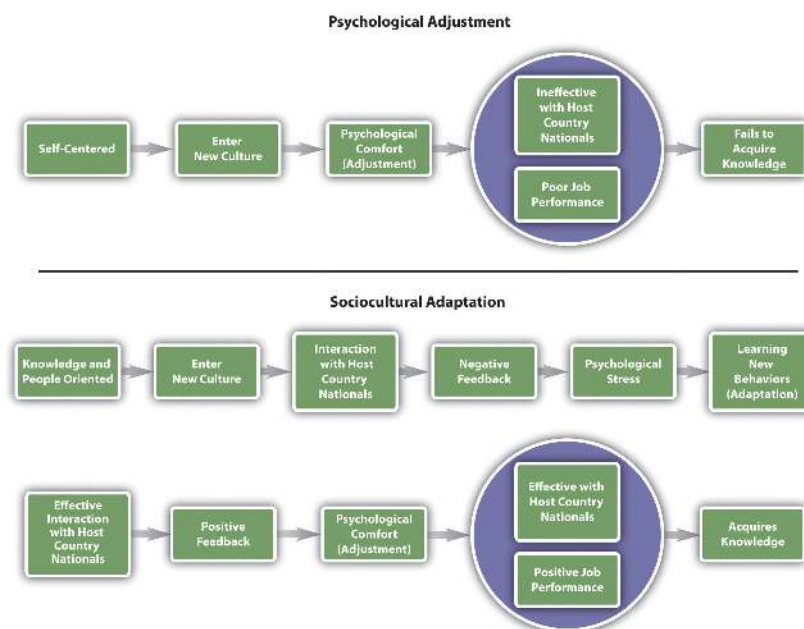 Psychological Adjustment
Self-Centered
Enter
New Culture
Psychological
Comfort
(Adjustment)
Ineffective
with Host
Country
Nationals
Poor Job
Performance
Fails to
Acquire
Knowledge
Sociocultural Adaptation
Knowledge and
People Oriented
Enter
New Culture
Interaction
with Host
Country
Nationals
Negative
Feedback
Psychological
Stress
Learning
New
Behaviors
(Adaptation)
Effective
Interaction
with Host
Country
Nationals
Positive
Feedback
Psychological
Comfort
(Adjustment)
Effective with
Host Country
Nationals
Positive Job
Performance
Acquires
Knowledge